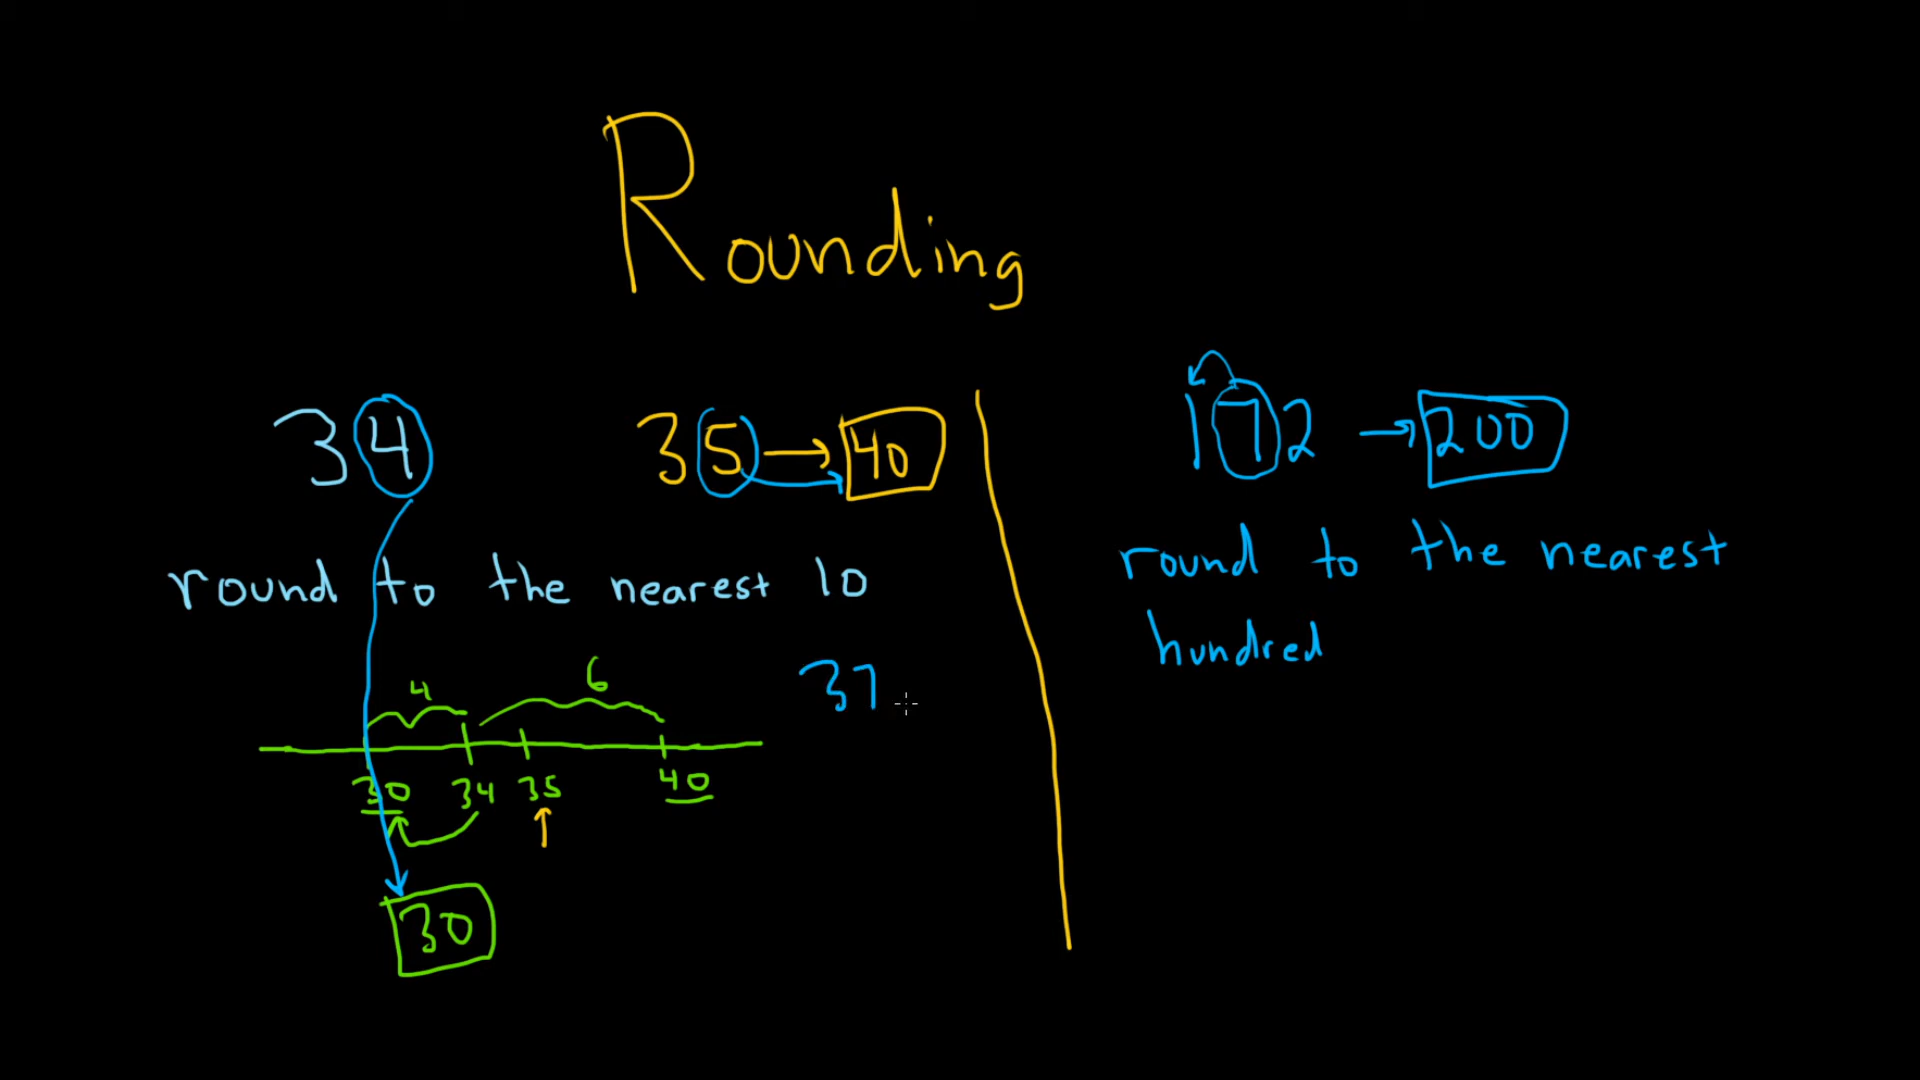 Rounding
34
35 → 40
round to the nearest 10
4 6
30 34 35 40
30
37
172 → 200
round to the nearest
hundred